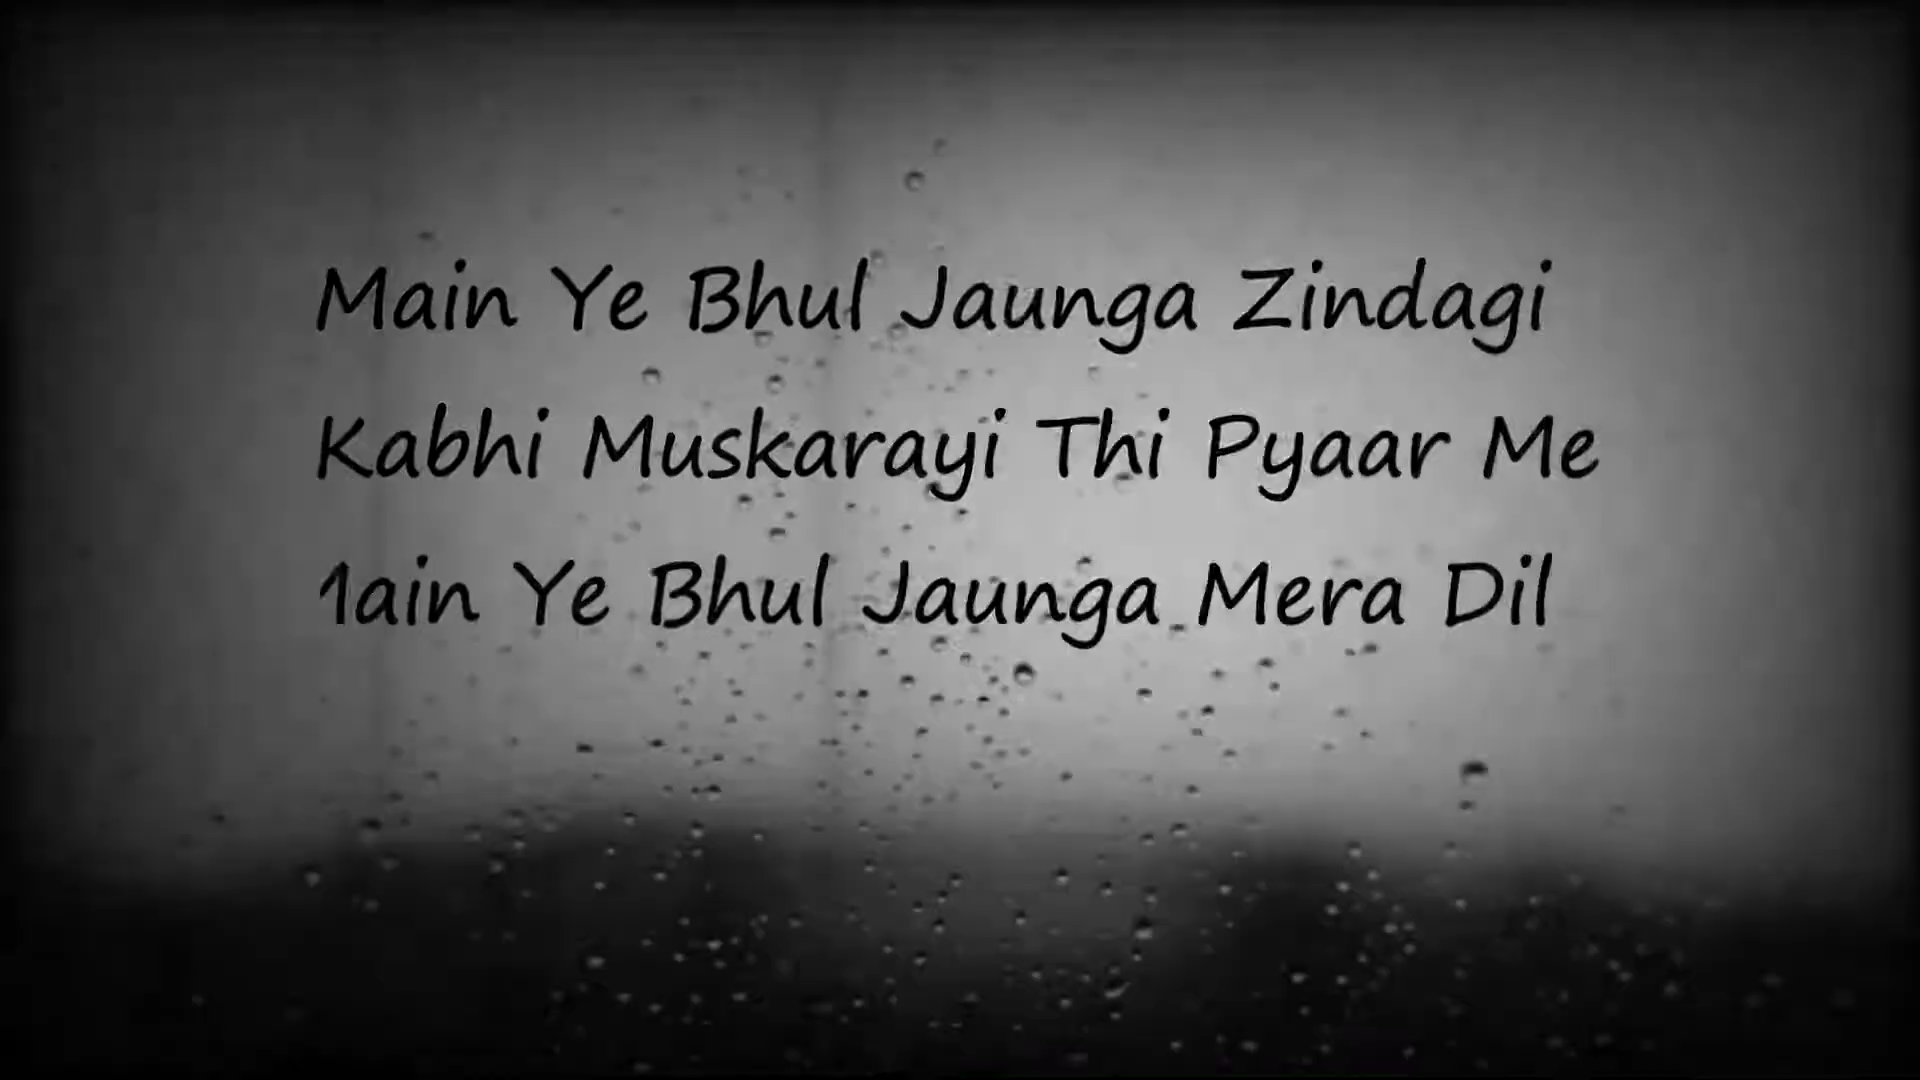 Main Ye Bhul Jaunga Zindagi
Kabhi Muskarayi Thi Pyaar Me
1ain Ye Bhul Jaunga Mera Dil